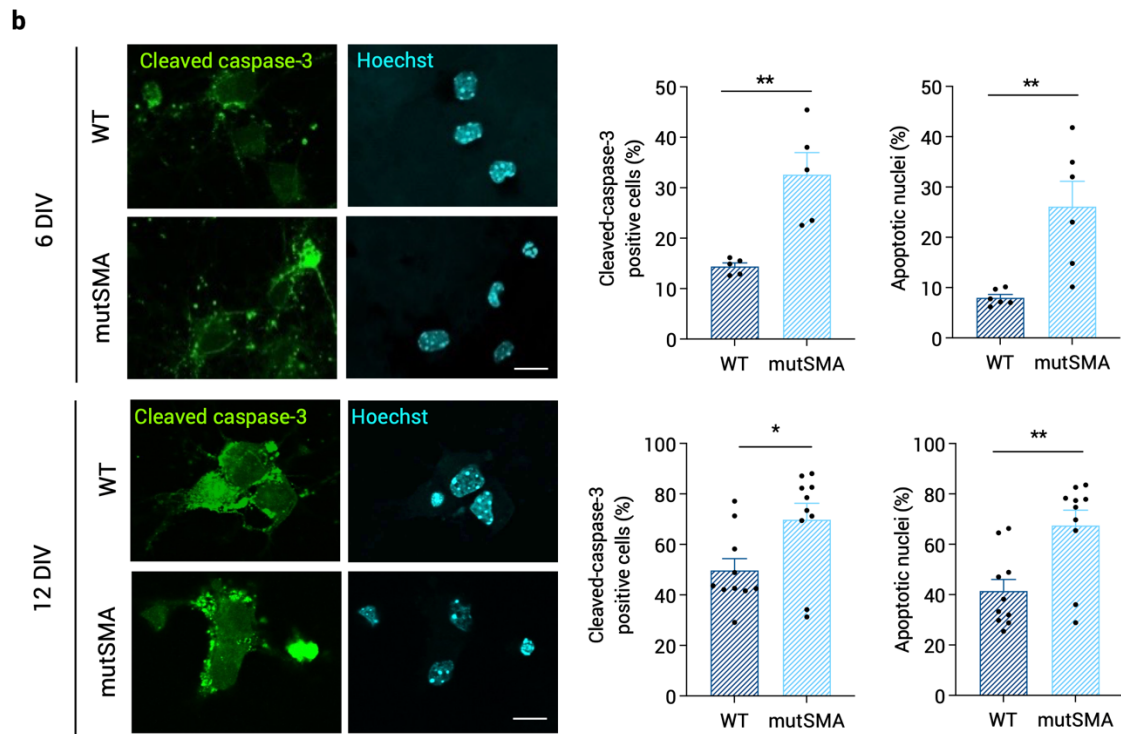 b
6 DIV
WT
Cleaved caspase-3
Hoechst
mutSMA
Cleaved-caspase-3
positive cells (%)
50
40
30
20
10
0
**
WT mutSMA
Apoptotic nuclei (%)
50
40
30
20
10
0
**
WT mutSMA
12 DIV
WT
Cleaved caspase-3
Hoechst
mutSMA
Cleaved-caspase-3
positive cells (%)
100
80
60
40
20
0
*
WT mutSMA
Apoptotic nuclei (%)
100
80
60
40
20
0
**
WT mutSMA